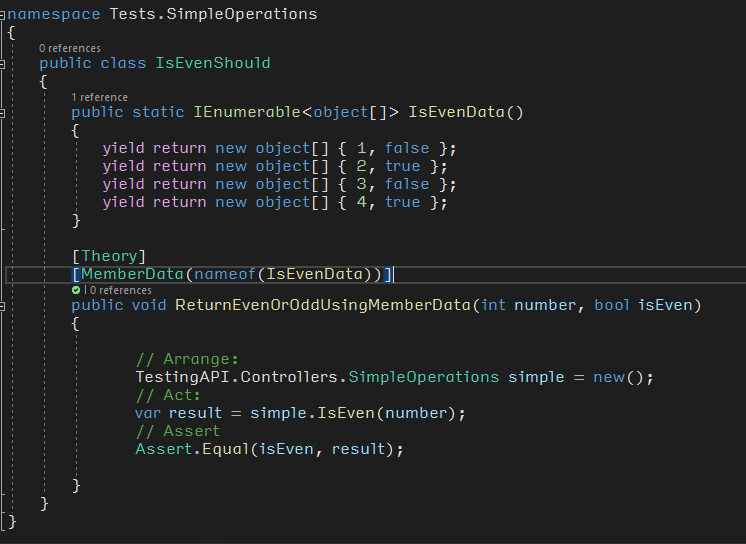 namespace Tests.SimpleOperations
{
0 references
public class IsEvenShould
{
1 reference
public static IEnumerable<object[]> IsEvenData()
{
yield return new object[] { 1, false };
yield return new object[] { 2, true };
yield return new object[] { 3, false };
yield return new object[] { 4, true };
}
[Theory]
[MemberData(nameof(IsEvenData))]
| 0 references
public void ReturnEvenOrOddUsingMemberData(int number, bool isEven)
{
// Arrange:
TestingAPI.Controllers.SimpleOperations simple = new();
// Act:
var result = simple.IsEven(number);
// Assert
Assert.Equal(isEven, result);
}
}
}